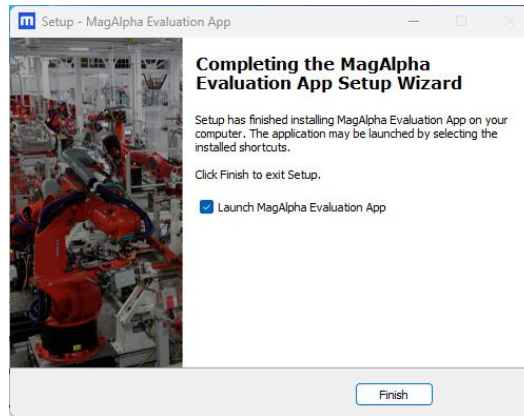 m Setup - MagAlpha Evaluation App
Completing the MagAlpha
Evaluation App Setup Wizard
Setup has finished installing MagAlpha Evaluation App on your
computer. The application may be launched by selecting the
installed shortcuts.
Click Finish to exit Setup.
Launch MagAlpha Evaluation App
Finish